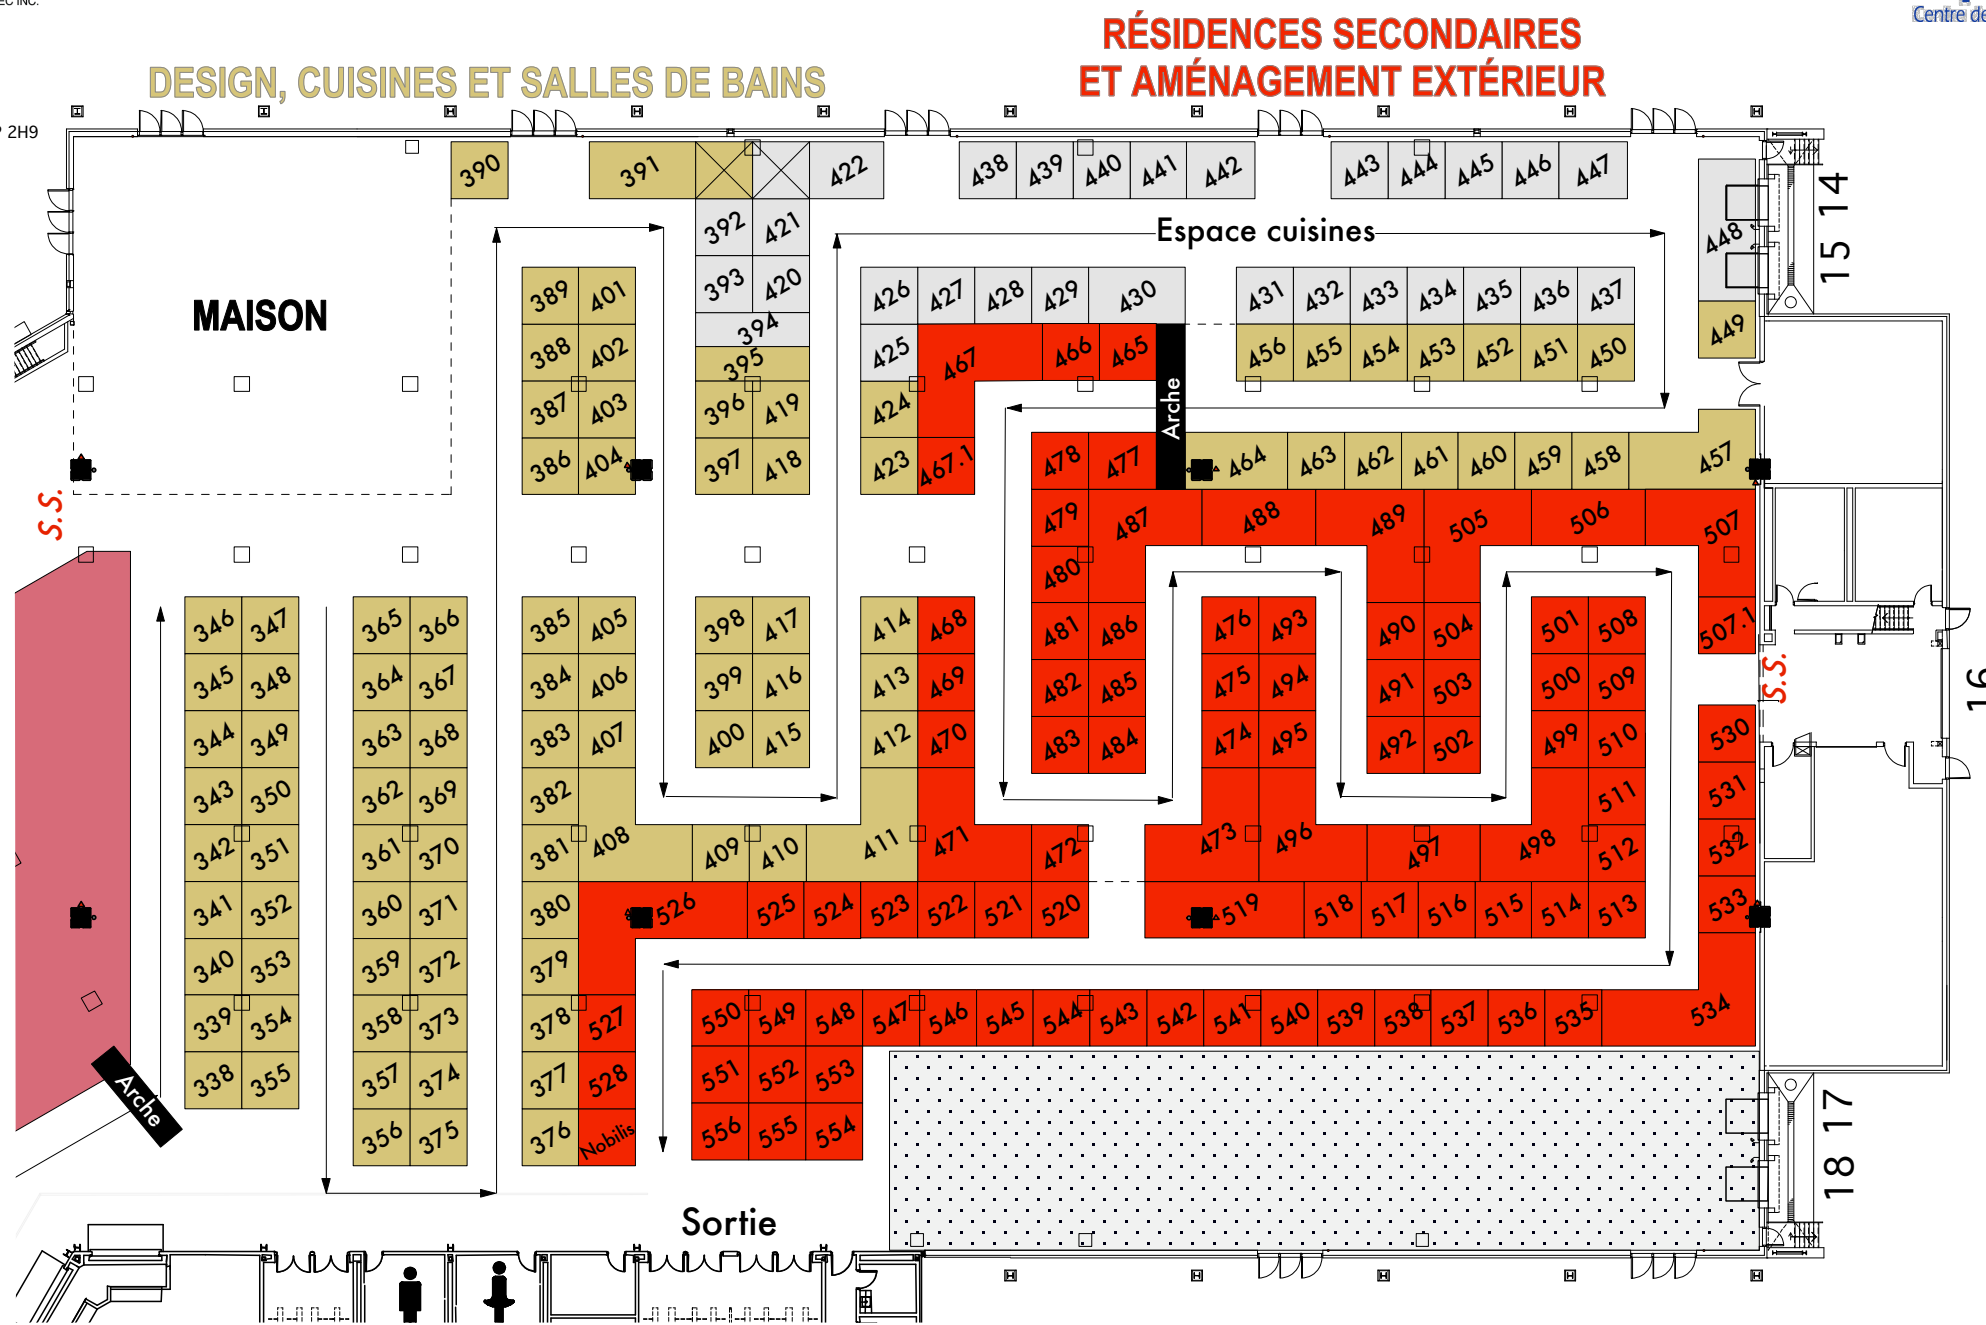 EC INC.
Centre de
RÉSIDENCES SECONDAIRES
ET AMÉNAGEMENT EXTÉRIEUR
DESIGN, CUISINES ET SALLES DE BAINS
2H9
390 391 422 438 439 440 441 442 443 444 445 446 447
14
15
392 421
Espace cuisines
448
393 420
389 401 426 427 428 429 430 431 432 433 434 435 436 437
MAISON
394
449
388 402 395 425 467 466 465 456 455 454 453 452 451 450
Arche
387 403 396 419 424
386 404 397 418 423 467.1 478 477 464 463 462 461 460 459 458 457
S.S.
479 487 488 489 505 506 507
480
346 347 365 366 385 405 398 417 414 468 481 486 476 493 490 504 501 508 507.1
S.S.
16
345 348 364 367 384 406 399 416 413 469 482 485 475 494 491 503 500 509
344 349 363 368 383 407 400 415 412 470 483 484 474 495 492 502 499 510 530
343 350 362 369 382 511 531
342 351 361 370 381 408 409 410 411 471 472 473 496 497 498 512 532
341 352 360 371 380 526 525 524 523 522 521 520 519 518 517 516 515 514 513 533
340 353 359 372 379
339 354 358 373 378 527 550 549 548 547 546 545 544 543 542 541 540 539 538 537 536 535 534
338 355 357 374 377 528 551 552 553
Arche
356 375 376 Nobilis 556 555 554
17
18
Sortie